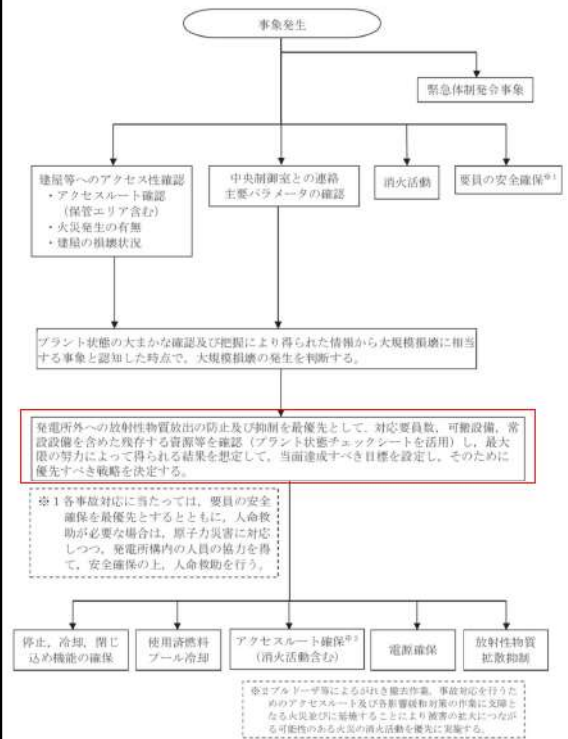 事象発生
緊急体制発令事象
建屋等へのアクセス性確認
・アクセスルート確認
(保管エリア含む)
・火災発生の有無
・建屋の損壊状況
中央制御室との連絡
主要パラメータの確認
消火活動
要員の安全確保※1
プラント状態の大まかな確認及び把握により得られた情報から大規模損壊に相当
する事象と認知した時点で、大規模損壊の発生を判断する。
発電所外への放射性物質放出の防止及び抑制を最優先として、対応要員数,可搬設備,常
設設備を含めた残存する資源等を確認(プラント状態チェックシートを活用)し,最大
限の努力によって得られる結果を想定して、当面達成すべき目標を設定し、そのために
優先すべき戦略を決定する。
※1各事故対応に当たっては、要員の安全
確保を最優先とするとともに,人命救
助が必要な場合は,原子力災害に対応
しつつ,発電所構内の人員の協力を得
て,安全確保の上,人命救助を行う。
停止,冷却,閉じ
込め機能の確保
使用済燃料
プール冷却
アクセスルート確保※2
(消火活動含む)
電源確保
放射性物質
拡散抑制
※2ブルドーザ等によるがれき撤去作業、事故対応を行うた
めのアクセスルート及び各影響緩和対策の作業に支障と
なる火災並びに延焼することにより被害の拡大につなが
る可能性のある火災の消火活動を優先に実施する。